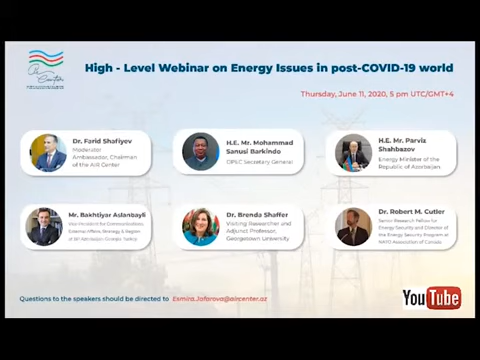 High - Level Webinar on Energy Issues in post-COVID-19 world
Thursday, June 11, 2020, 5 pm UTC/GMT+4
Dr. Farid Shafiyev
Moderator
Ambassador, Chairman
of the AIR Center
H.E. Mr. Mohammad
Sanusi Barkindo
OPEC Secretary General
H.E. Mr. Parviz
Shahbazov
Energy Minister of the
Republic of Azerbaijan
Mr. Bakhtiyar Aslanbayli
Vice President for Communications,
External Affairs, Strategy & Region
at BP Azerbaijan Georgia Turkey
Dr. Brenda Shaffer
Visiting Researcher and
Adjunct Professor,
Georgetown University
Dr. Robert M. Cutler
Senior Research Fellow for
Energy Security and Director of
the Energy Security Program at
NATO Association of Canada
Questions to the speakers should be directed to Esmira.Jafarova@aircenter.az
YouTube